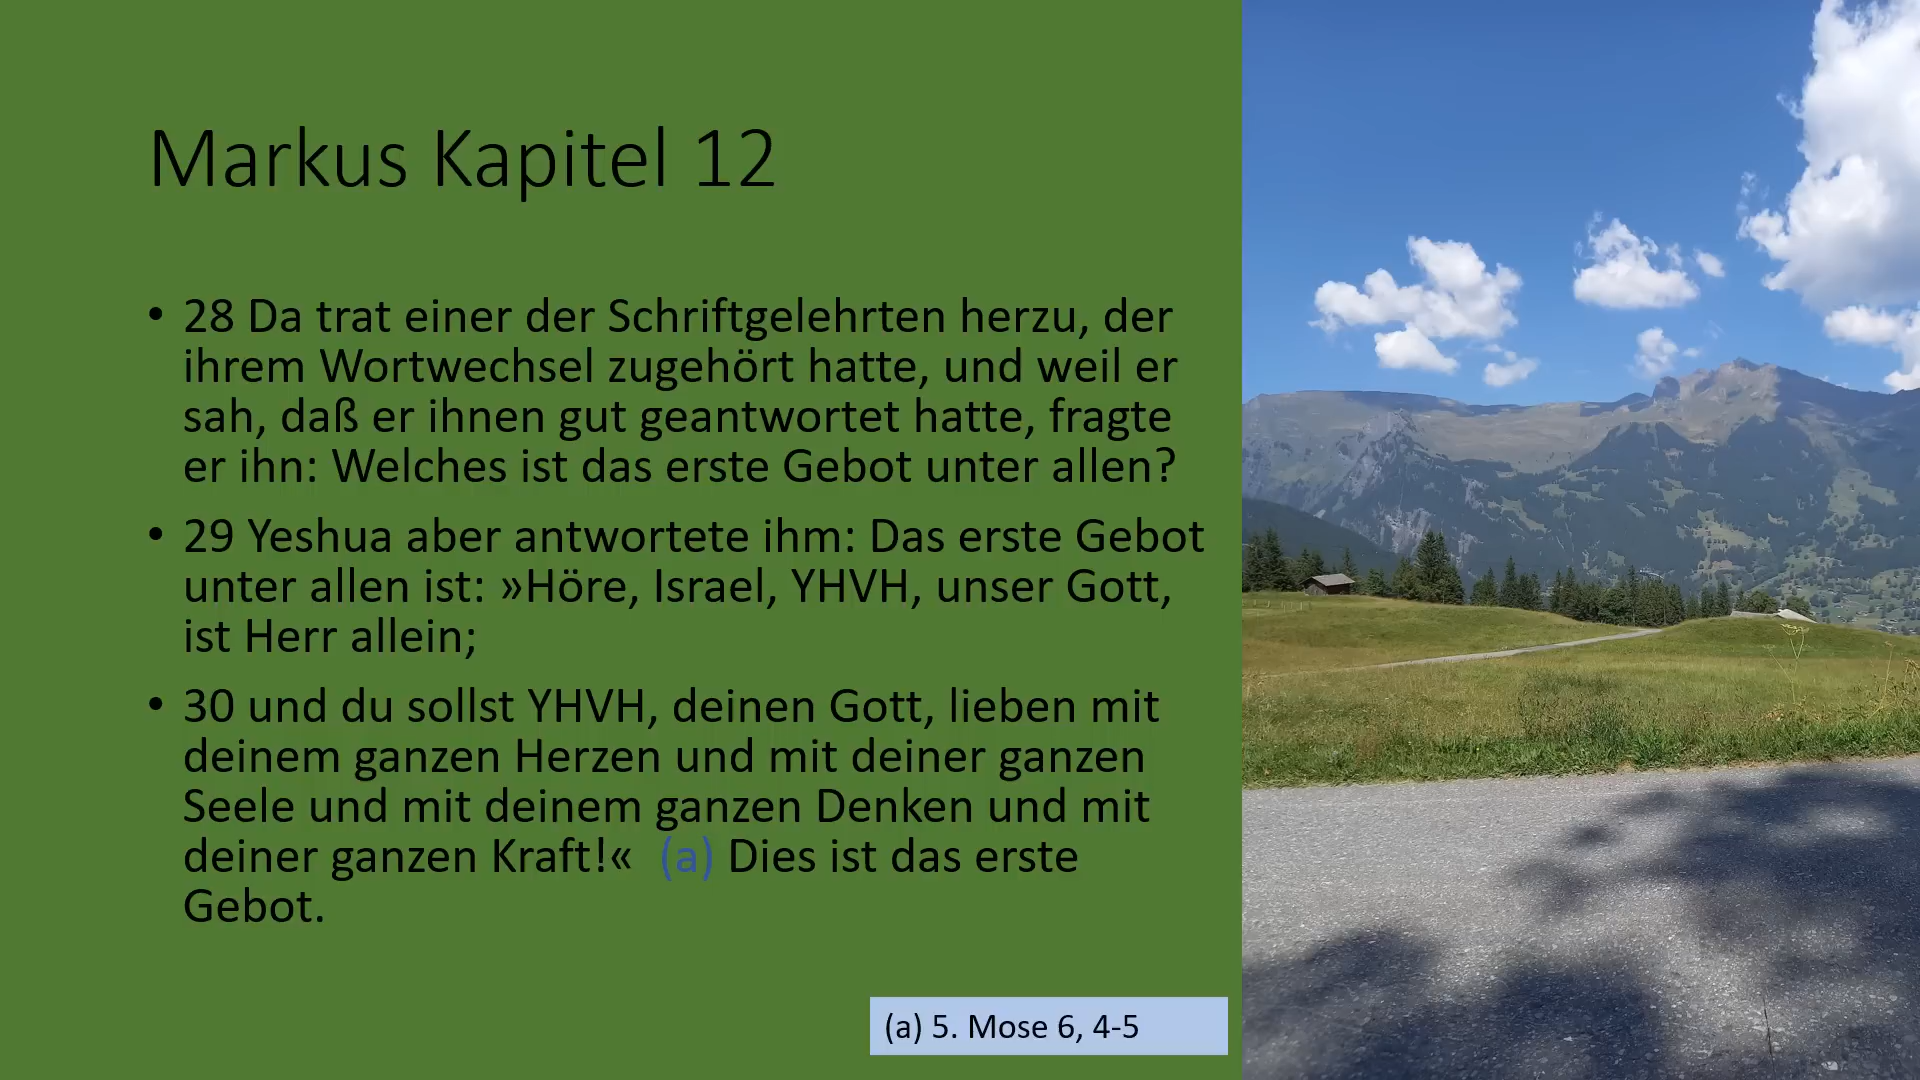 Markus Kapitel 12
• 28 Da trat einer der Schriftgelehrten herzu, der
ihrem Wortwechsel zugehört hatte, und weil er
sah, daß er ihnen gut geantwortet hatte, fragte
er ihn: Welches ist das erste Gebot unter allen?
• 29 Yeshua aber antwortete ihm: Das erste Gebot
unter allen ist: »Höre, Israel, YHVH, unser Gott,
ist Herr allein;
• 30 und du sollst YHVH, deinen Gott, lieben mit
deinem ganzen Herzen und mit deiner ganzen
Seele und mit deinem ganzen Denken und mit
deiner ganzen Kraft!« (a) Dies ist das erste
Gebot.
(a) 5. Mose 6, 4-5